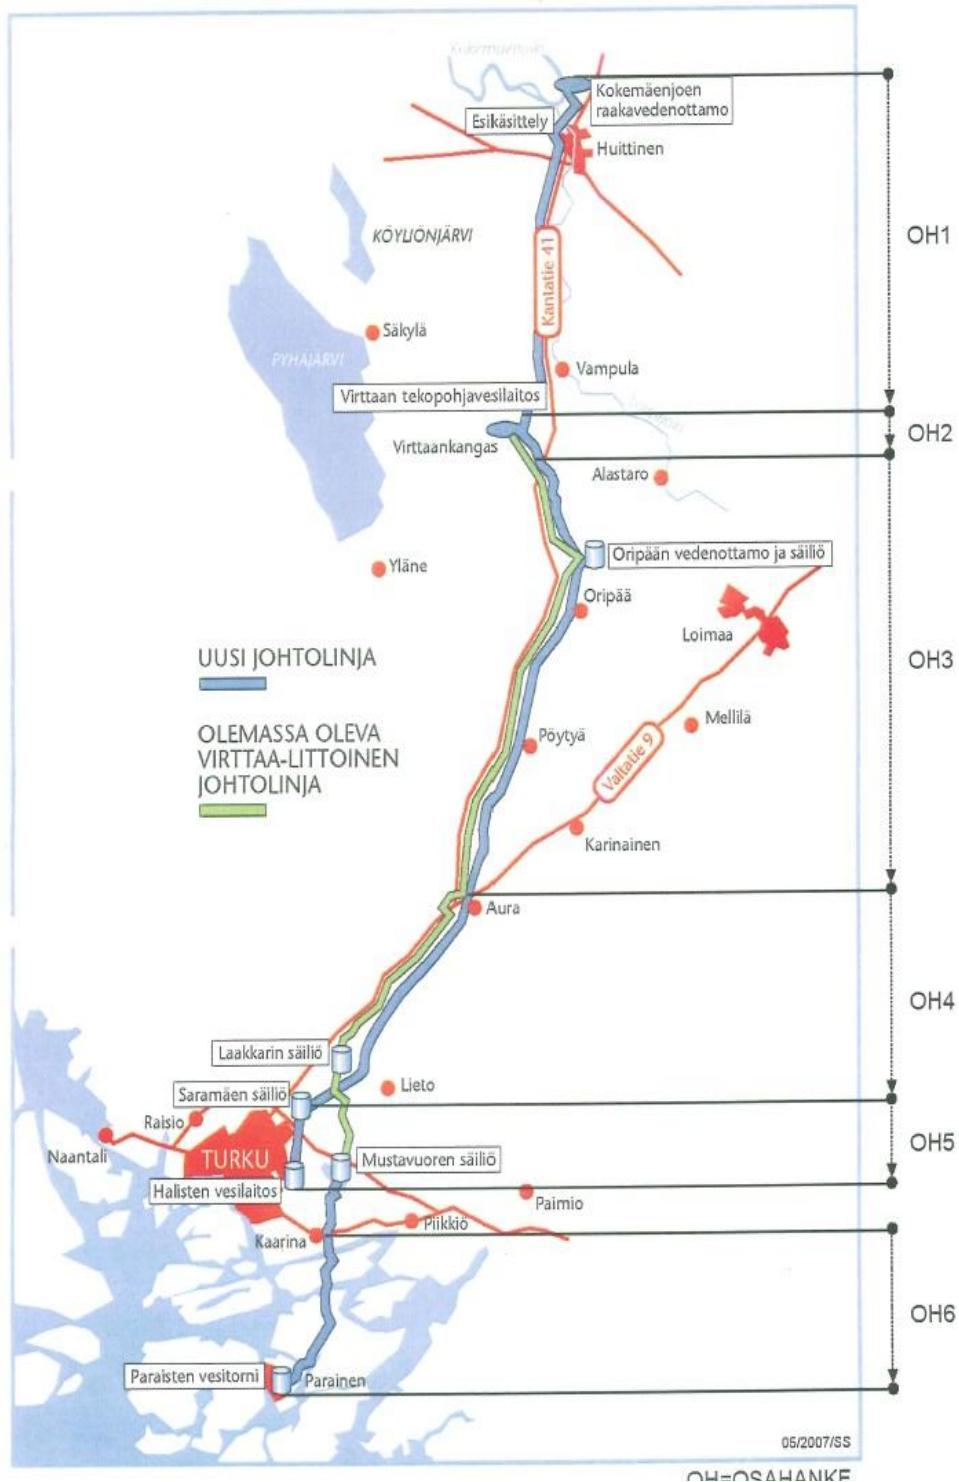 Kokemäenjoki
Kokemäenjoen
raakavedenottamo
Esikäsittely
Huittinen
OH1
KÖYLIÖNJÄRVI
Kantatie 41
Säkylä
PYHÄJÄRVI
Vampula
Virttaan tekopohjavesilaitos
OH2
Virttaankangas
Alastaro
Oripään vedenottamo ja säiliö
Yläne
Oripää
Loimaa
UUSI JOHTOLINJA
OH3
OLEMASSA OLEVA
VIRTTAA-LITTOINEN
JOHTOLINJA
Mellilä
Pöytyä
Valtatie 9
Karinainen
Aura
OH4
Laakkarin säiliö
Saramäen säiliö
Lieto
Raisio
OH5
Naantali
TURKU
Mustavuoren säiliö
Halisten vesilaitos
Paimio
Piikkiö
Kaarina
OH6
Paraisten vesitorni
Parainen
05/2007/SS
OH=OSAHANKE